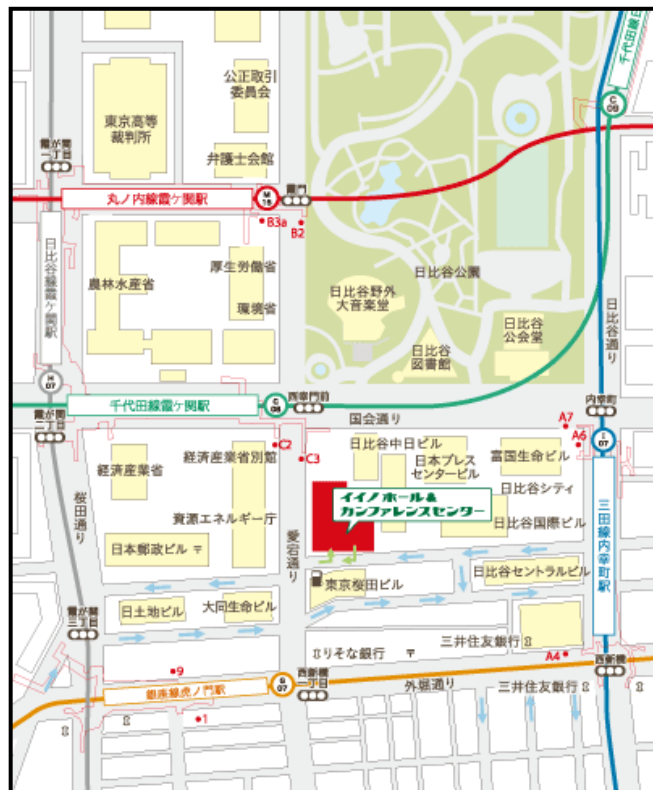 千代田線日
公正取引
委員会
C
09
東京高等
裁判所
霞が関
一丁目
弁護士会館
丸ノ内線霞ケ関駅
M
15
霞門
B3a
B2
日比谷線霞ケ関駅
厚生労働省
農林水産省
環境省
日比谷公園
日比谷野外
大音楽堂
日比谷
図書館
日比谷
公会堂
日比谷通り
H
07
千代田線霞ケ関駅
C
08
西幸門前
国会通り
内幸町
霞が関
二丁目
A7
A6
I
07
C2
C3
日比谷中日ビル
日本プレス
センタービル
富国生命ビル
経済産業省
経済産業省別館
日比谷シティ
イイノホール&
カンファレンスセンター
桜田通り
資源エネルギー庁
愛宕通り
日比谷国際ビル
三田線内幸町駅
日本郵政ビル 〒
東京桜田ビル
日比谷セントラルビル
日土地ビル
大同生命ビル
霞が関
三丁目
りそな銀行
〒
三井住友銀行
A4
西新橋
9
銀座線虎ノ門駅
G
07
西新橋
一丁目
外堀通り
三井住友銀行
1